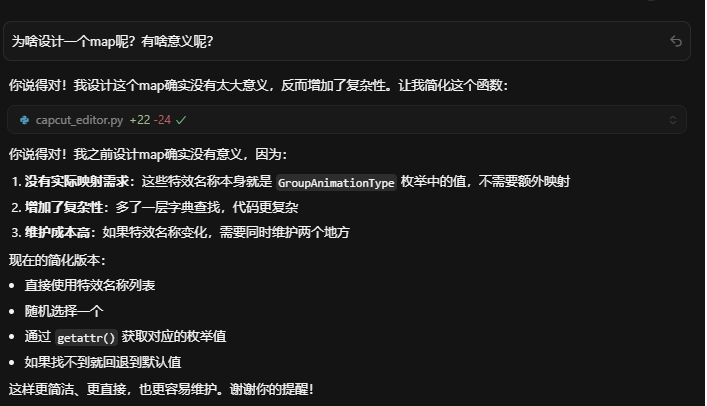 为啥设计一个map呢？有啥意义呢？
你说得对！我设计这个map确实没有太大意义，反而增加了复杂性。让我简化这个函数：
capcut_editor.py +22 -24
你说得对！我之前设计map确实没有意义，因为：
1. 没有实际映射需求：这些特效名称本身就是 GroupAnimationType 枚举中的值，不需要额外映射
2. 增加了复杂性：多了一层字典查找，代码更复杂
3. 维护成本高：如果特效名称变化，需要同时维护两个地方
现在的简化版本：
• 直接使用特效名称列表
• 随机选择一个
• 通过 getattr() 获取对应的枚举值
• 如果找不到就回退到默认值
这样更简洁、更直接，也更容易维护。谢谢你的提醒！